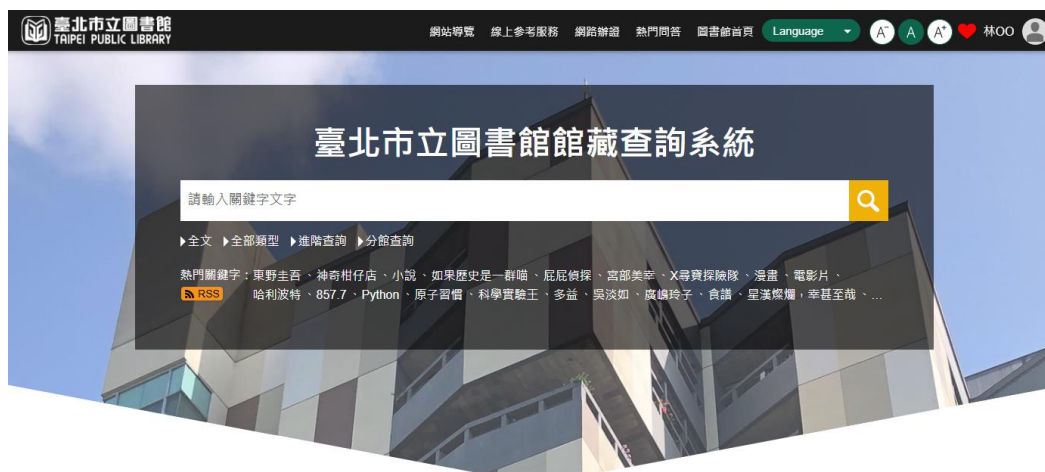 臺北市立圖書館
TAIPEI PUBLIC LIBRARY
網站導覽 線上參考服務 網路辦證 熱門問答 圖書館首頁 Language A- A A+ 林OO
臺北市立圖書館館藏查詢系統
請輸入關鍵字文字
全文 全部類型 進階查詢 分館查詢
熱門關鍵字：東野圭吾、神奇柑仔店、小說、如果歷史是一群喵、屁屁偵探、宮部美幸、X尋寶探險隊、漫畫、電影片、
RSS 哈利波特、857.7、Python、原子習慣、科學實驗王、多益、吳淡如、廣嶋玲子、食譜、星漢燦爛，幸甚至哉、...